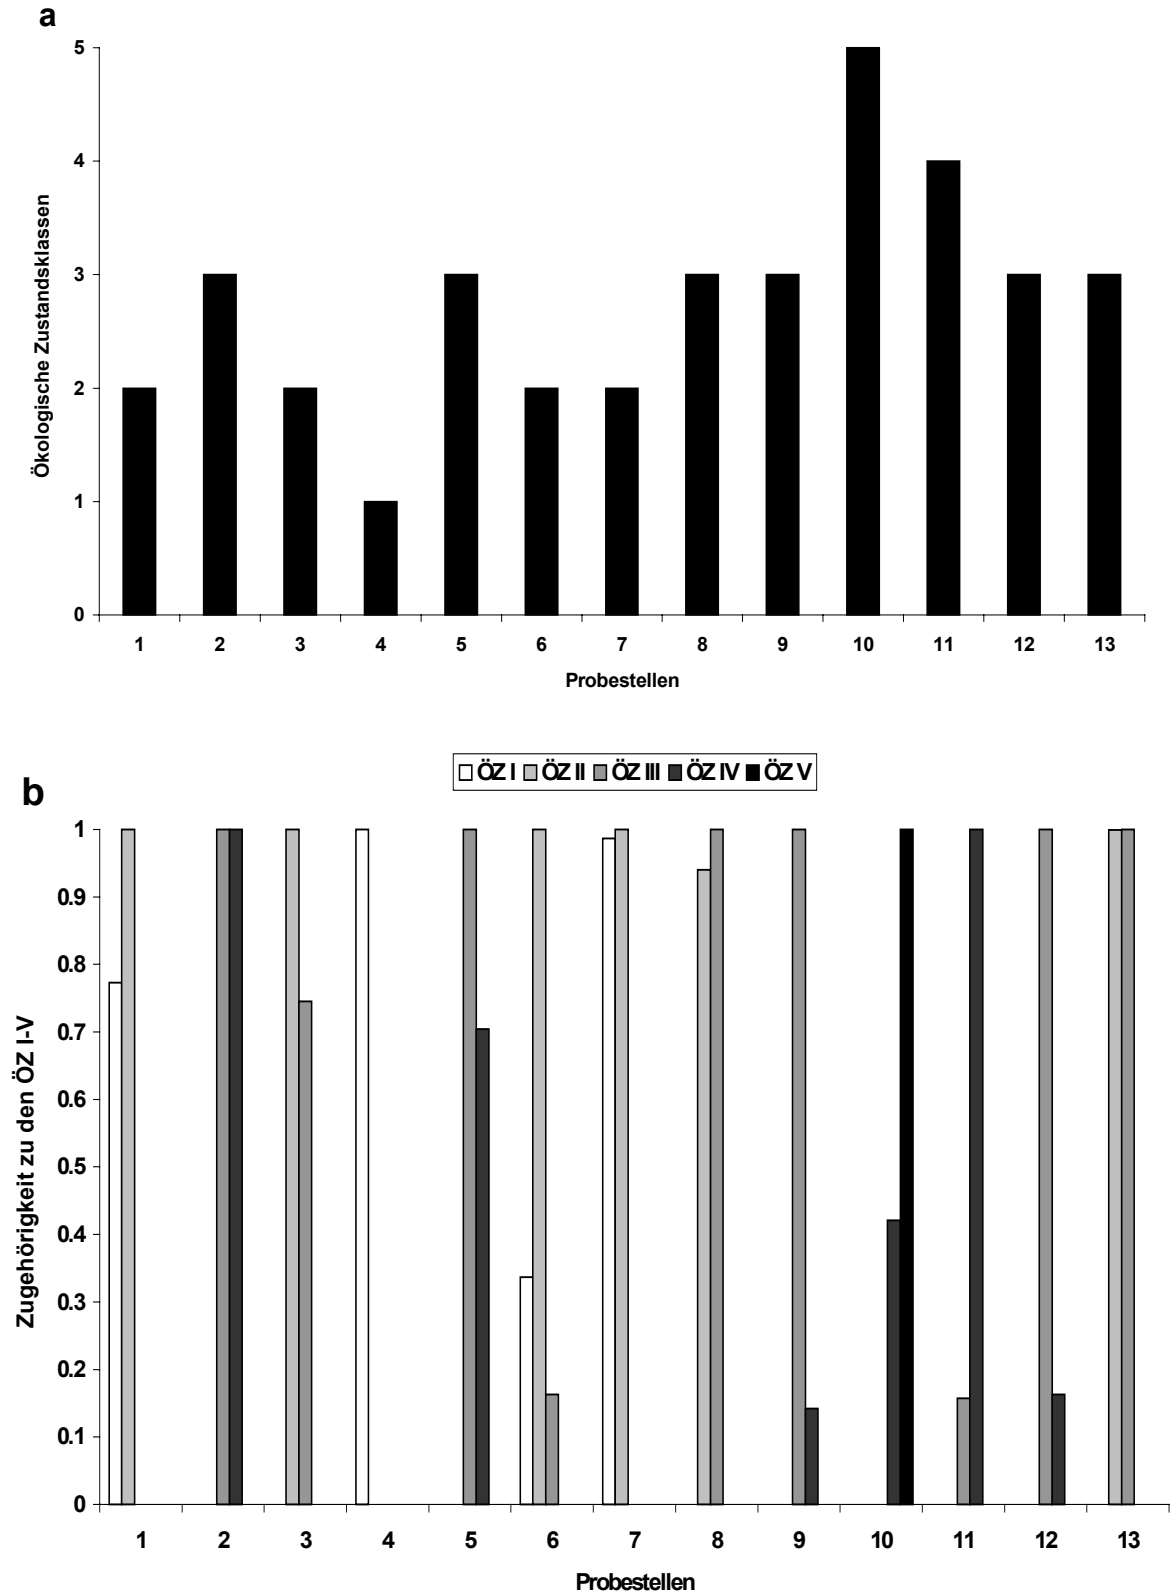 a
Ökologische Zustandsklassen
5
4
3
2
1
0
1 2 3 4 5 6 7 8 9 10 11 12 13
Probestellen
ÖZ I ÖZ II ÖZ III ÖZ IV ÖZ V
b
Zugehörigkeit zu den ÖZ I-V
1
0.9
0.8
0.7
0.6
0.5
0.4
0.3
0.2
0.1
0
1 2 3 4 5 6 7 8 9 10 11 12 13
Probestellen